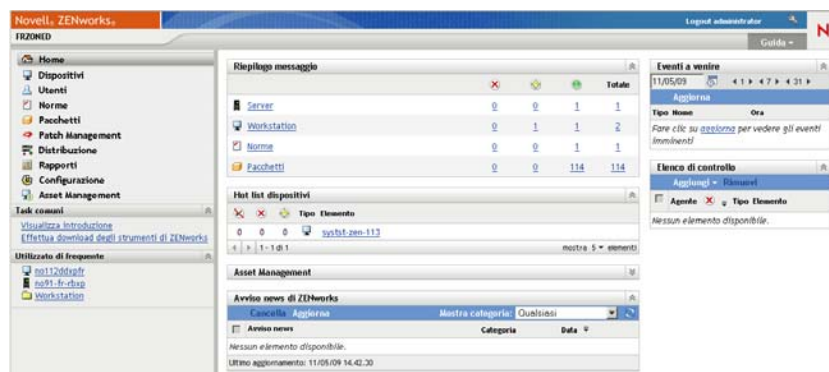 Novell® ZENworks®
Logout administrator
FRZONED
Guida
N
Home
Dispositivi
Utenti
Norme
Pacchetti
Patch Management
Distribuzione
Rapporti
Configurazione
Asset Management
Task comuni
Visualizza introduzione
Effettua download degli strumenti di ZENworks
Utilizzato di frequente
no112ddxpfr
no91-fr-rbxp
Workstation
Riepilogo messaggio
Totale
Server 0 0 1 1
Workstation 0 1 1 2
Norme 0 0 1 1
Pacchetti 0 0 114 114
Hot list dispositivi
Tipo Elemento
0 0 0 systst-zen-113
1 - 1 di 1 mostra 5 elementi
Asset Management
Avviso news di ZENworks
Cancella Aggiorna Mostra categoria: Qualsiasi
Avviso news Categoria Data
Nessun elemento disponibile.
Ultimo aggiornamento: 11/05/09 14.42.30
Eventi a venire
11/05/09 1 7 31
Aggiorna
Tipo Nome Ora
Fare clic su aggiorna per vedere gli eventi
imminenti
Elenco di controllo
Aggiungi Rimuovi
Agente Tipo Elemento
Nessun elemento disponibile.